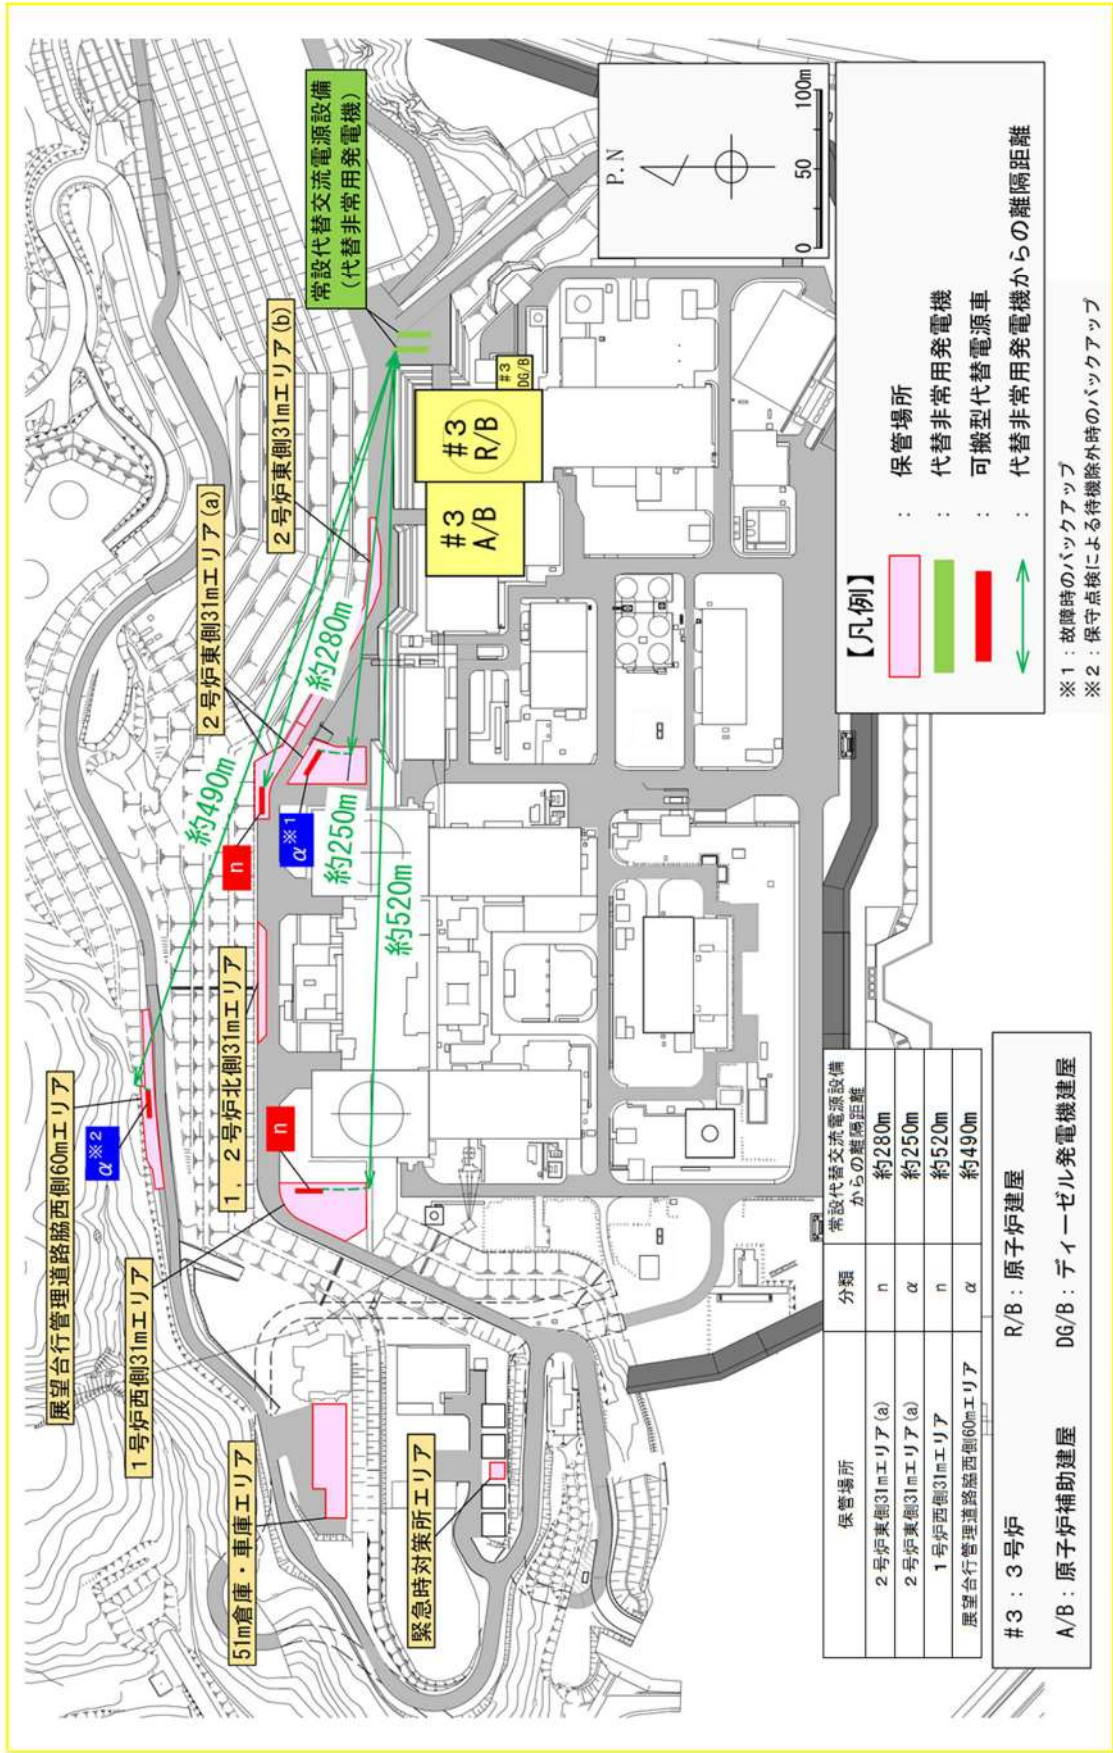 常設代替交流電源設備
(代替非常用発電機)
2号炉東側31mエリア(b)
2号炉東側31mエリア(a)
展望台行管理道路脇西側60mエリア
1,2号炉北側31mエリア
1号炉西側31mエリア
51m倉庫・車庫エリア
緊急時対策所エリア
約490m
約280m
約250m
約520m
n
α※1
α※2
n
#3
R/B
#3
A/B
#3
DG/B
P.N
0 50 100m
【凡例】
: 保管場所
: 代替非常用発電機
: 可搬型代替電源車
: 代替非常用発電機からの離隔距離
※1:故障時のバックアップ
※2:保守点検による待機除外時のバックアップ
保管場所 分類 常設代替交流電源設備
からの離隔距離
2号炉東側31mエリア(a) n 約280m
2号炉東側31mエリア(a) α 約250m
1号炉西側31mエリア n 約520m
展望台行管理道路脇西側60mエリア α 約490m
#3:3号炉 R/B:原子炉建屋
A/B:原子炉補助建屋 DG/B:ディーゼル発電機建屋